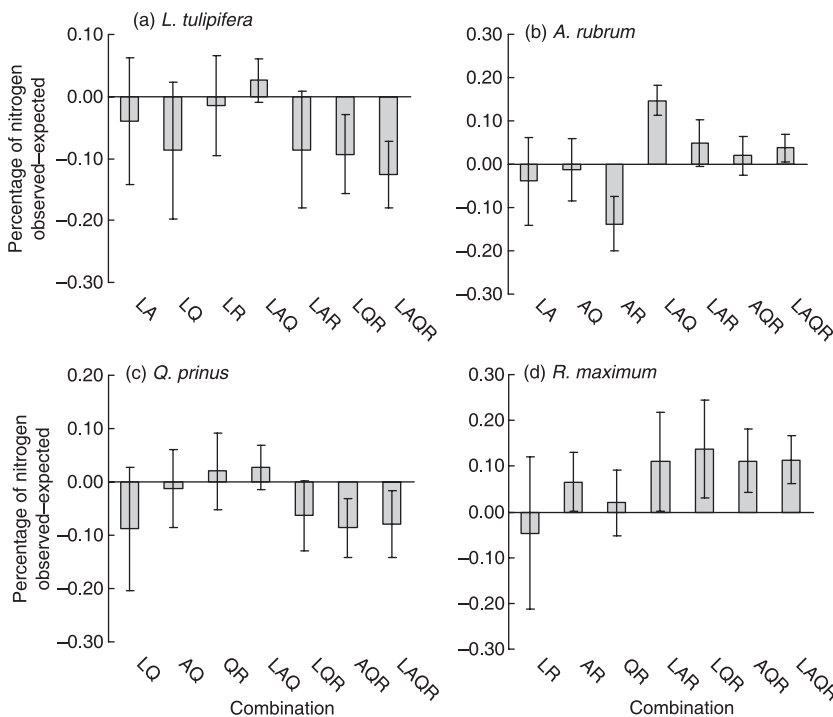 (a) L. tulipifera
Percentage of nitrogen
observed–expected
0.10
0.00
–0.10
–0.20
–0.30
LA LQ LR LAQ LAR LQR LAQR
(b) A. rubrum
0.30
0.20
0.10
0.00
–0.10
–0.20
–0.30
LA AQ AR LAQ LAR AQR LAQR
(c) Q. prinus
Percentage of nitrogen
observed–expected
0.20
0.10
0.00
–0.10
–0.20
–0.30
LQ AQ QR LAQ LQR AQR LAQR
Combination
(d) R. maximum
0.30
0.20
0.10
0.00
–0.10
–0.20
–0.30
LR AR QR LAR LQR AQR LAQR
Combination